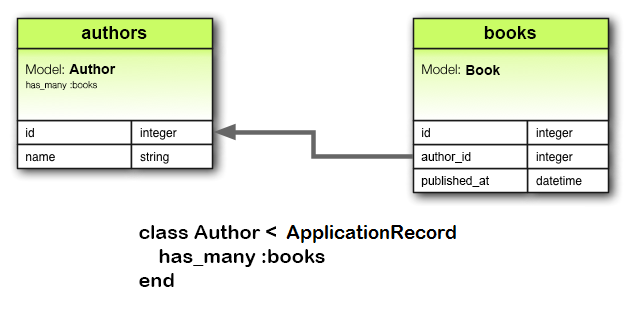 authors
Model: Author
has_many :books
id integer
name string
books
Model: Book
id integer
author_id integer
published_at datetime
class Author < ApplicationRecord
has_many :books
end